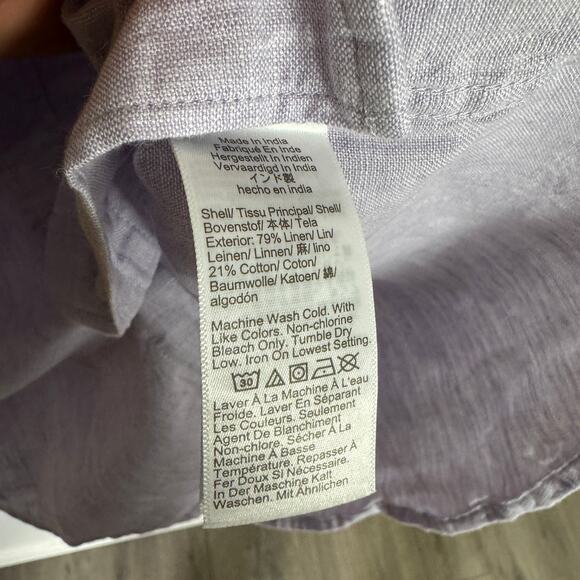 Made In India
Fabriqué En Inde
Hergestellt In Indien
Vervaardigd In India
インド製
hecho en india
Shell/ Tissu Principal/ Shell/
Bovenstof/ 本体/ Tela
Exterior: 79% Linen/ Lin/
Leinen/ Linnen/ 麻/ lino
21% Cotton/ Coton/
Baumwolle/ Katoen/ 綿/
algodón
Machine Wash Cold. With
Like Colors. Non-chlorine
Bleach Only. Tumble Dry
Low. Iron On Lowest Setting.
30
Laver À La Machine À L'eau
Froide. Laver En Séparant
Les Couleurs. Seulement
Agent De Blanchiment
Non-chlore. Sécher À La
Machine À Basse
Température. Repasser À
Fer Doux Si Nécessaire.
In Der Maschine Kalt
Waschen. Mit Ähnlichen